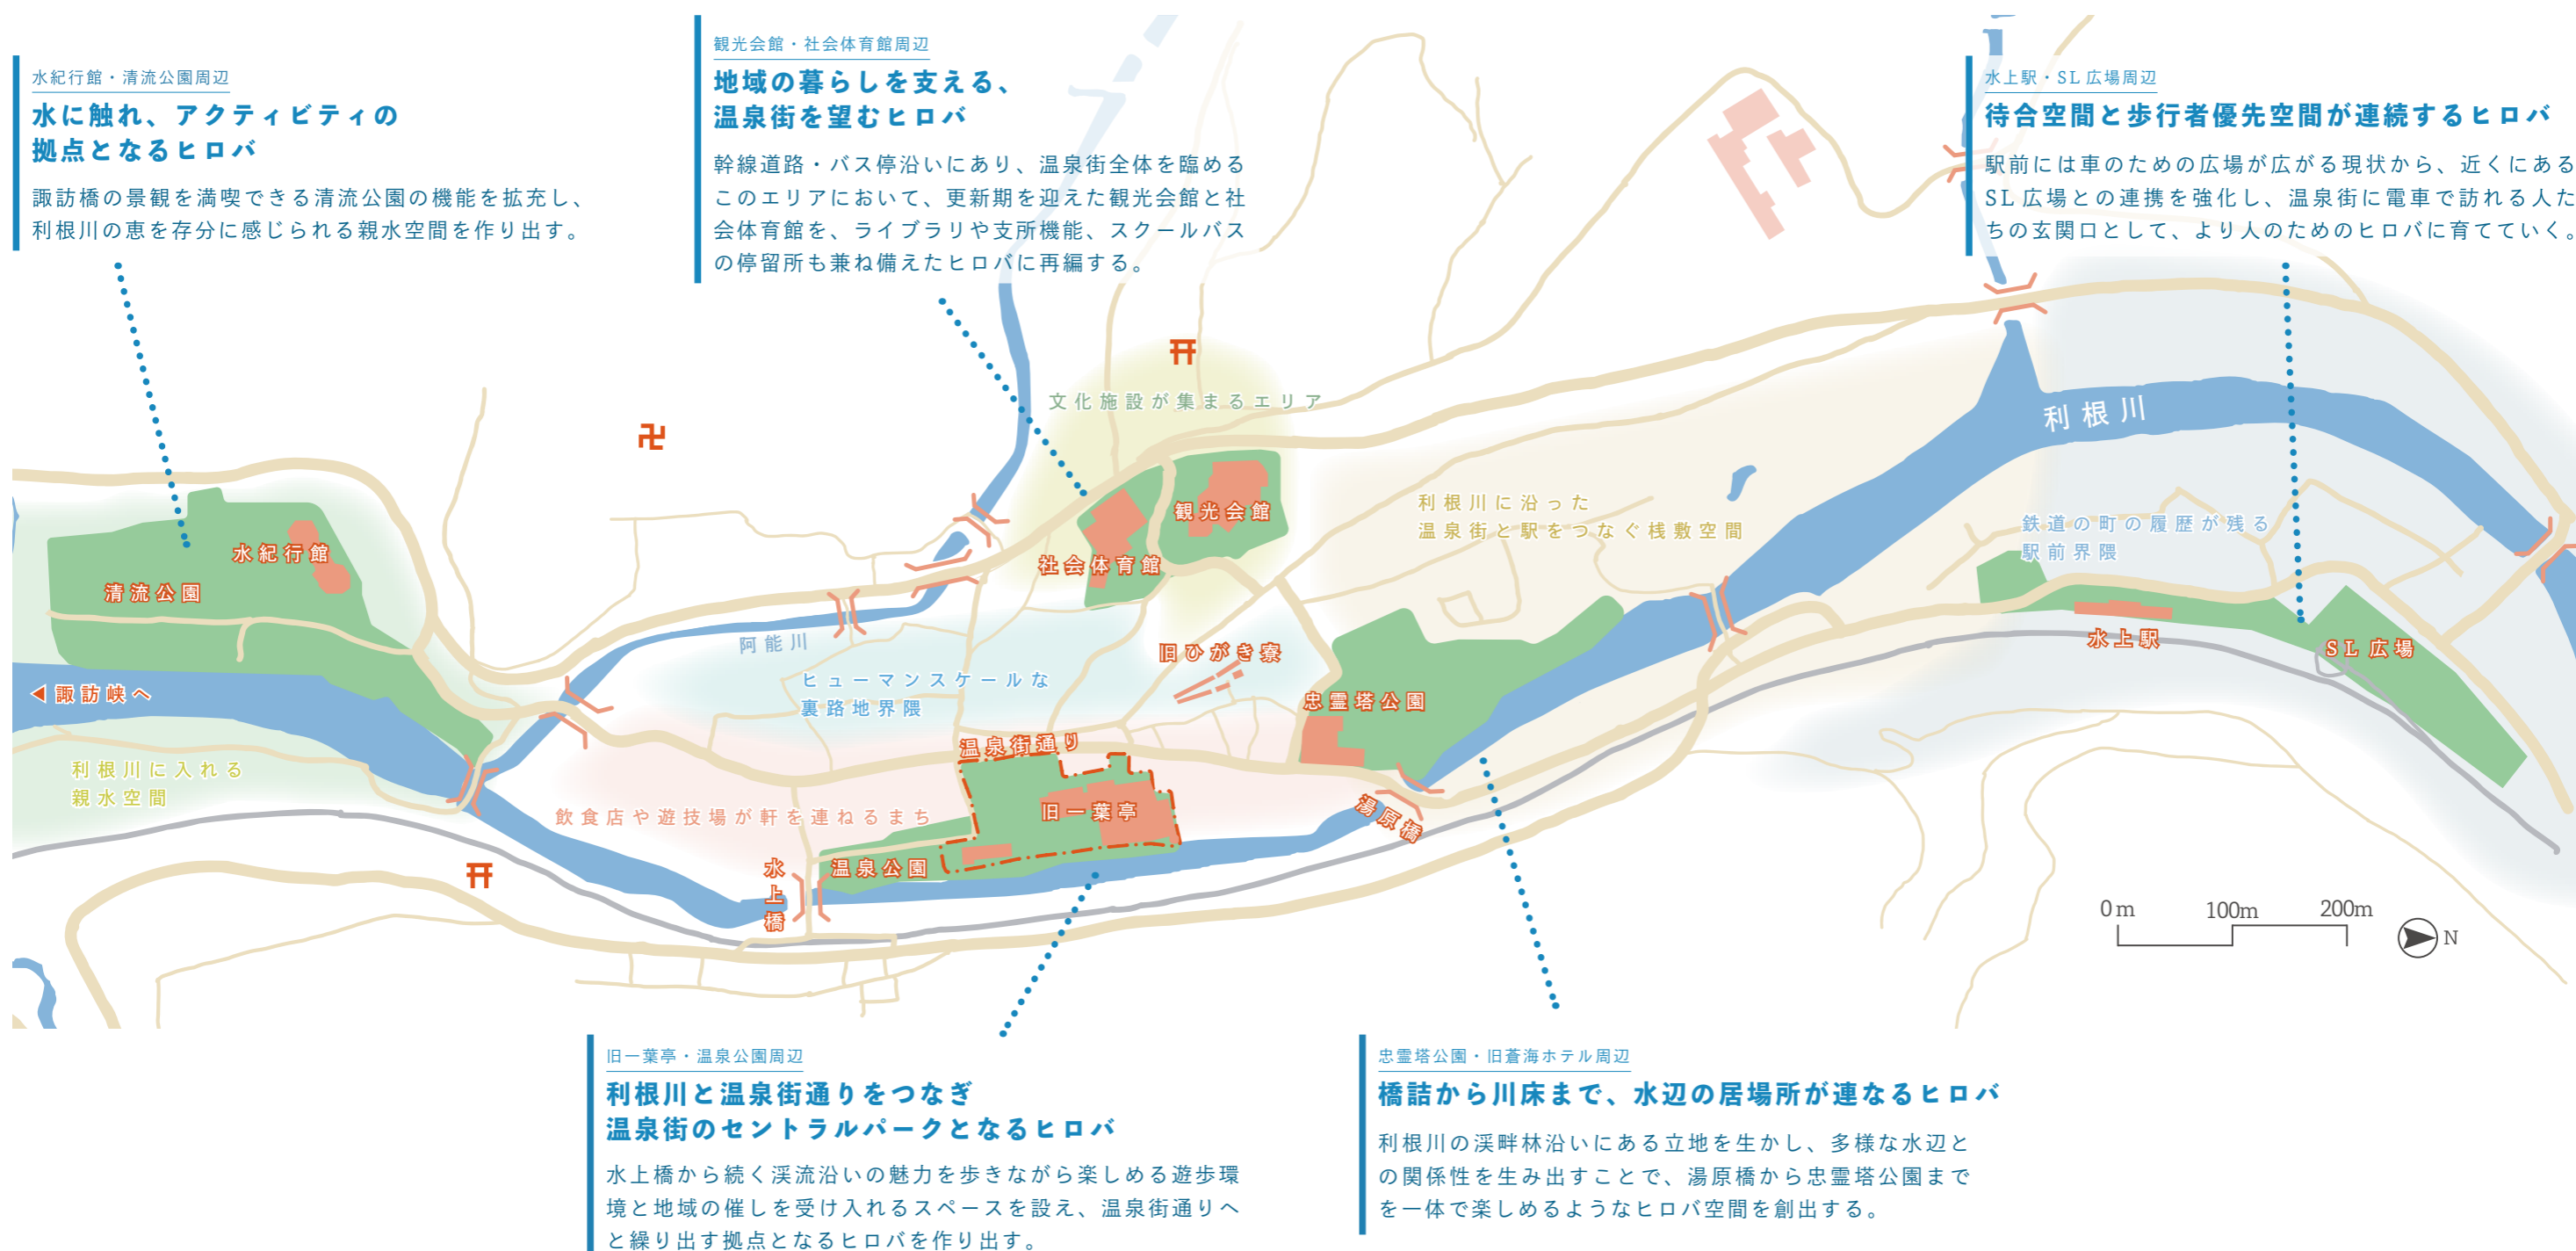 水紀行館・清流公園周辺
水に触れ、アクティビティの
拠点となるヒロバ
諏訪橋の景観を満喫できる清流公園の機能を拡充し、
利根川の恵を存分に感じられる親水空間を作り出す。
観光会館・社会体育館周辺
地域の暮らしを支える、
温泉街を望むヒロバ
幹線道路・バス停沿いにあり、温泉街全体を臨める
このエリアにおいて、更新期を迎えた観光会館と社
会体育館を、ライブラリや支所機能、スクールバス
の停留所も兼ね備えたヒロバに再編する。
水上駅・SL 広場周辺
待合空間と歩行者優先空間が連続するヒロバ
駅前には車のための広場が広がる現状から、近くにある
SL 広場との連携を強化し、温泉街に電車で訪れる人た
ちの玄関口として、より人のためのヒロバに育てていく。
文化施設が集まるエリア
利根川
観光会館
社会体育館
利根川に沿った
温泉街と駅をつなぐ桟敷空間
鉄道の町の履歴が残る
駅前界隈
水紀行館
清流公園
阿能川
旧ひがき寮
水上駅
SL 広場
諏訪峡へ
ヒューマンスケールな
裏路地界隈
忠霊塔公園
温泉街通り
利根川に入れる
親水空間
飲食店や遊技場が軒を連ねるまち
旧一葉亭
湯原橋
水上橋
温泉公園
0 m 100m 200m
N
旧一葉亭・温泉公園周辺
利根川と温泉街通りをつなぎ
温泉街のセントラルパークとなるヒロバ
水上橋から続く渓流沿いの魅力を歩きながら楽しめる遊歩環
境と地域の催しを受け入れるスペースを設え、温泉街通りへ
と繰り出す拠点となるヒロバを作り出す。
忠霊塔公園・旧蒼海ホテル周辺
橋詰から川床まで、水辺の居場所が連なるヒロバ
利根川の渓畔林沿いにある立地を生かし、多様な水辺と
の関係性を生み出すことで、湯原橋から忠霊塔公園まで
を一体で楽しめるようなヒロバ空間を創出する。